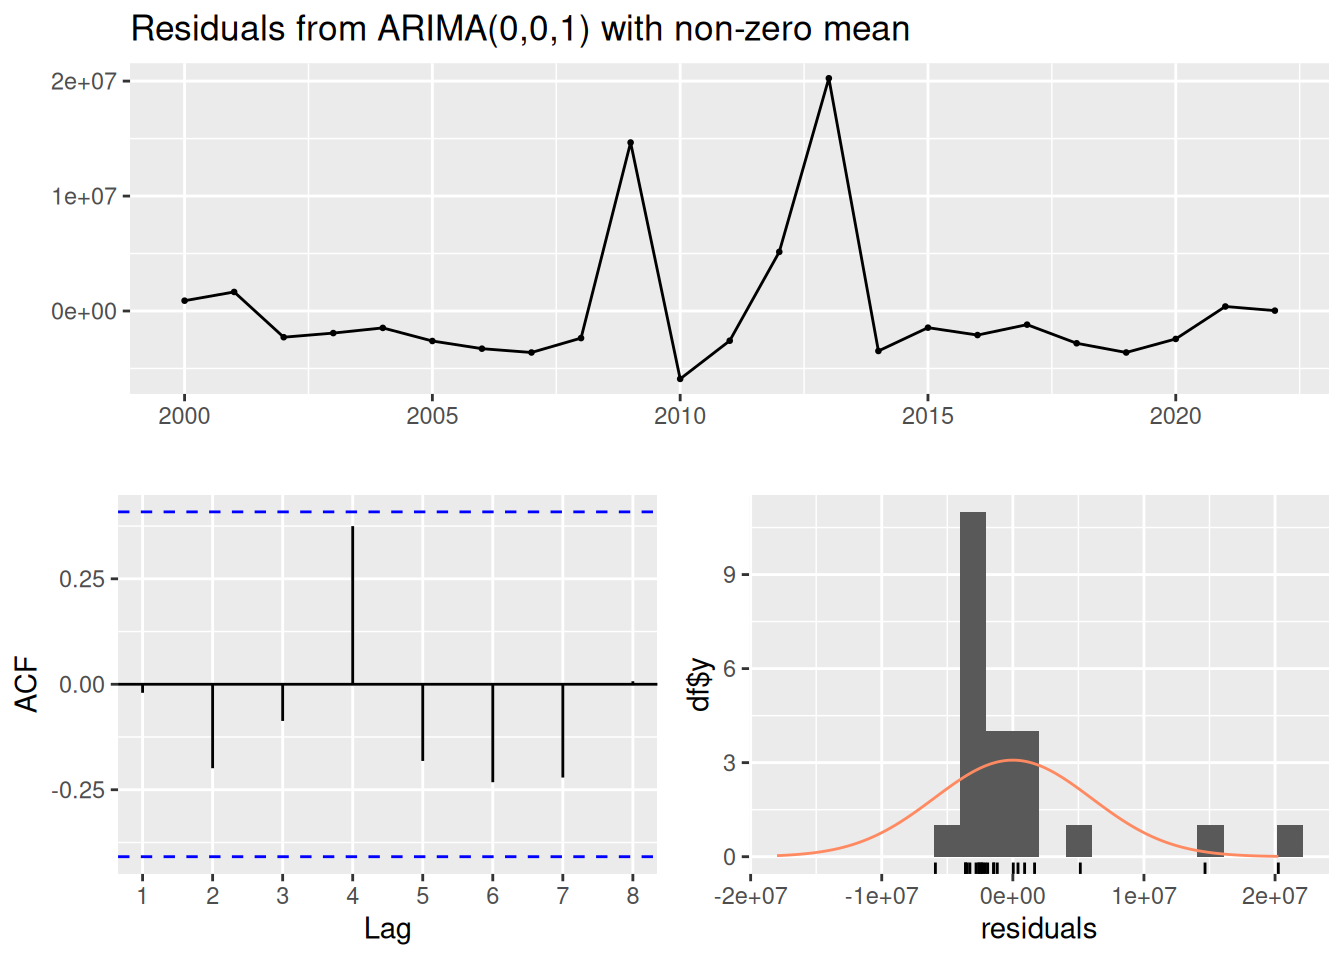 Residuals from ARIMA(0,0,1) with non-zero mean
2e+07
1e+07
0e+00
2000 2005 2010 2015 2020
ACF
0.25
0.00
-0.25
1 2 3 4 5 6 7 8
Lag
df$y
9
6
3
0
-2e+07 -1e+07 0e+00 1e+07 2e+07
residuals